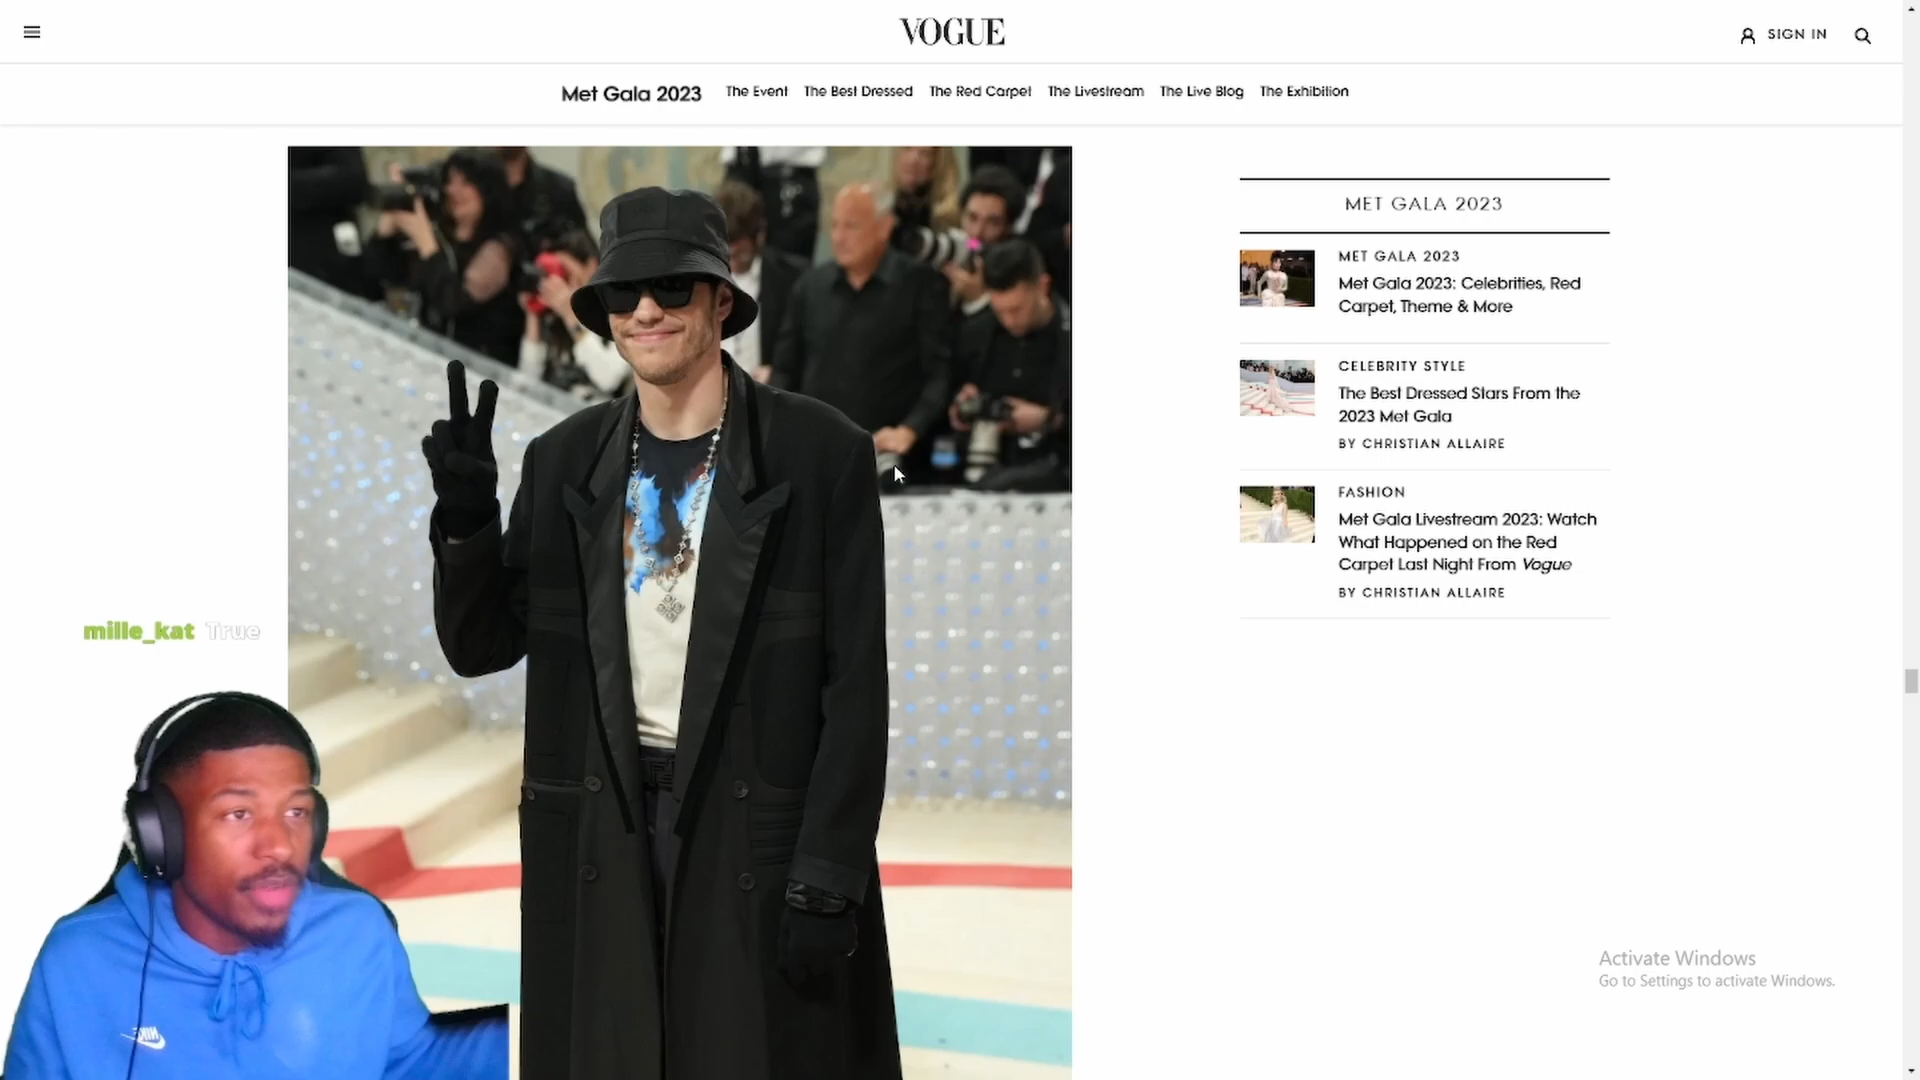 VOGUE
SIGN IN
Met Gala 2023 The Event The Best Dressed The Red Carpet The Livestream The Live Blog The Exhibition
MET GALA 2023
MET GALA 2023
Met Gala 2023: Celebrities, Red
Carpet, Theme & More
CELEBRITY STYLE
The Best Dressed Stars From the
2023 Met Gala
BY CHRISTIAN ALLAIRE
FASHION
Met Gala Livestream 2023: Watch
What Happened on the Red
Carpet Last Night From Vogue
BY CHRISTIAN ALLAIRE
mille_kat True
Activate Windows
Go to Settings to activate Windows.
NIKE